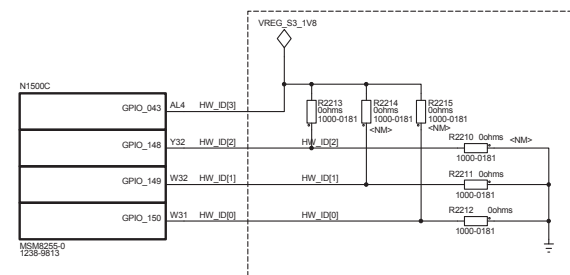 VREG_S3_1V8
N1500C
GPIO_043 AL4 HW_ID[3]
R2213 R2214 R2215
0ohms 0ohms 0ohms
1000-0181 1000-0181 1000-0181
<NM> <NM>
R2210 0ohms <NM>
GPIO_148 Y32 HW_ID[2] HW_ID[2]
1000-0181
R2211 0ohms
GPIO_149 W32 HW_ID[1] HW_ID[1]
1000-0181
R2212 0ohms
GPIO_150 W31 HW_ID[0] HW_ID[0]
1000-0181
MSM8255-0
1238-9813